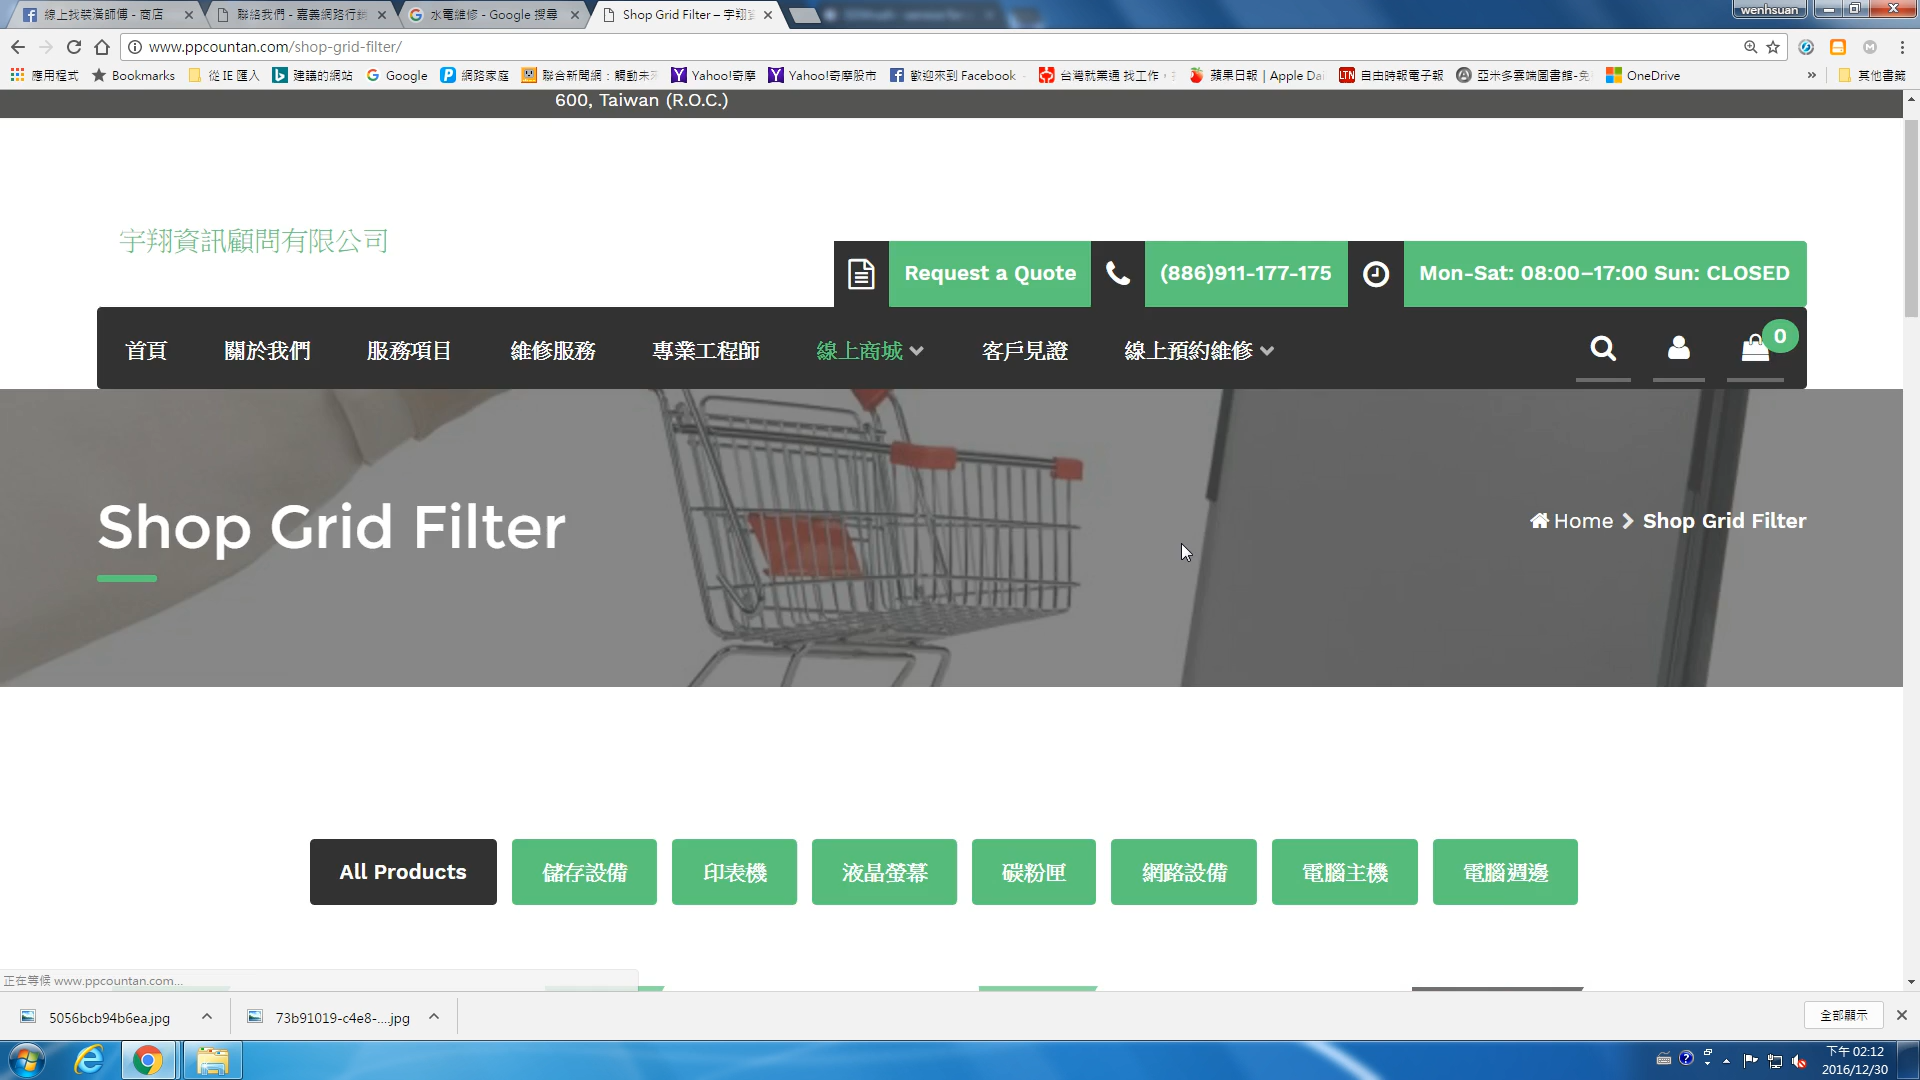 線上找裝潢師傅 - 商店
聯絡我們 - 嘉義網路行銷
水電維修 - Google 搜尋
Shop Grid Filter – 宇翔
wenhsuan
www.ppcountan.com/shop-grid-filter/
應用程式
Bookmarks
從 IE 匯入
建議的網站
Google
網路家庭
聯合新聞網：觸動未
Yahoo!奇摩
Yahoo!奇摩股市
歡迎來到 Facebook
台灣就業通 找工作，
蘋果日報 | Apple Dai
自由時報電子報
亞米多雲端圖書館-免
OneDrive
»
其他書籤
600, Taiwan (R.O.C.)
宇翔資訊顧問有限公司
Request a Quote
(886)911-177-175
Mon-Sat: 08:00–17:00 Sun: CLOSED
首頁
關於我們
服務項目
維修服務
專業工程師
線上商城
客戶見證
線上預約維修
0
Shop Grid Filter
Home
Shop Grid Filter
All Products
儲存設備
印表機
液晶螢幕
碳粉匣
網路設備
電腦主機
電腦週邊
正在等候 www.ppcountan.com...
5056bcb94b6ea.jpg
73b91019-c4e8-....jpg
全部顯示
下午 02:12
2016/12/30